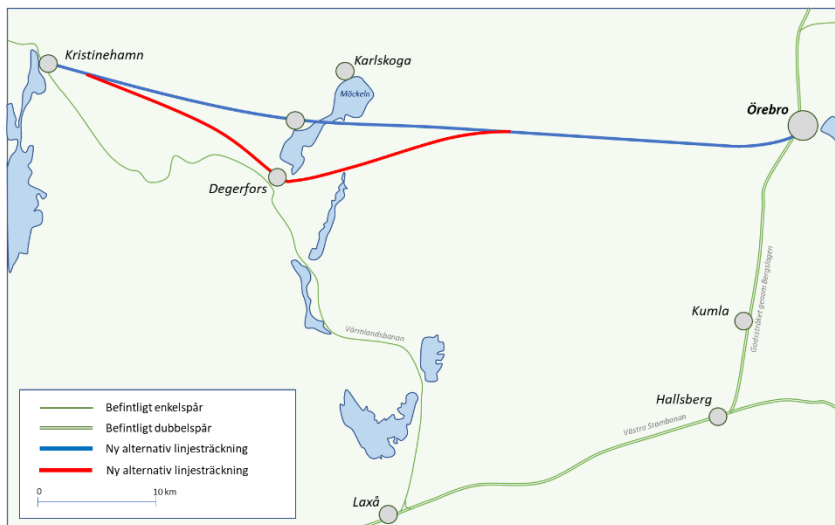 Kristinehamn
Karlskoga
Möckeln
Örebro
Degerfors
Kumla
Godsstråket genom Bergslagen
Värmlandsbanan
Hallsberg
Västra Stambanan
Laxå
Befintligt enkelspår
Befintligt dubbelspår
Ny alternativ linjesträckning
Ny alternativ linjesträckning
0 10 km